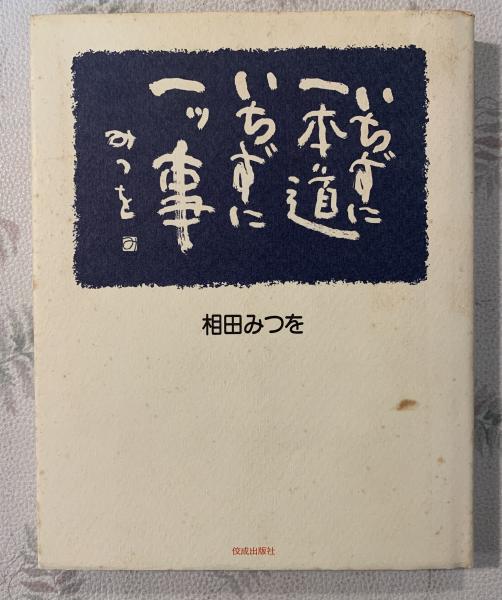 いちずに
一本道
いちずに
一ッ事
みつを
相田みつを
佼成出版社